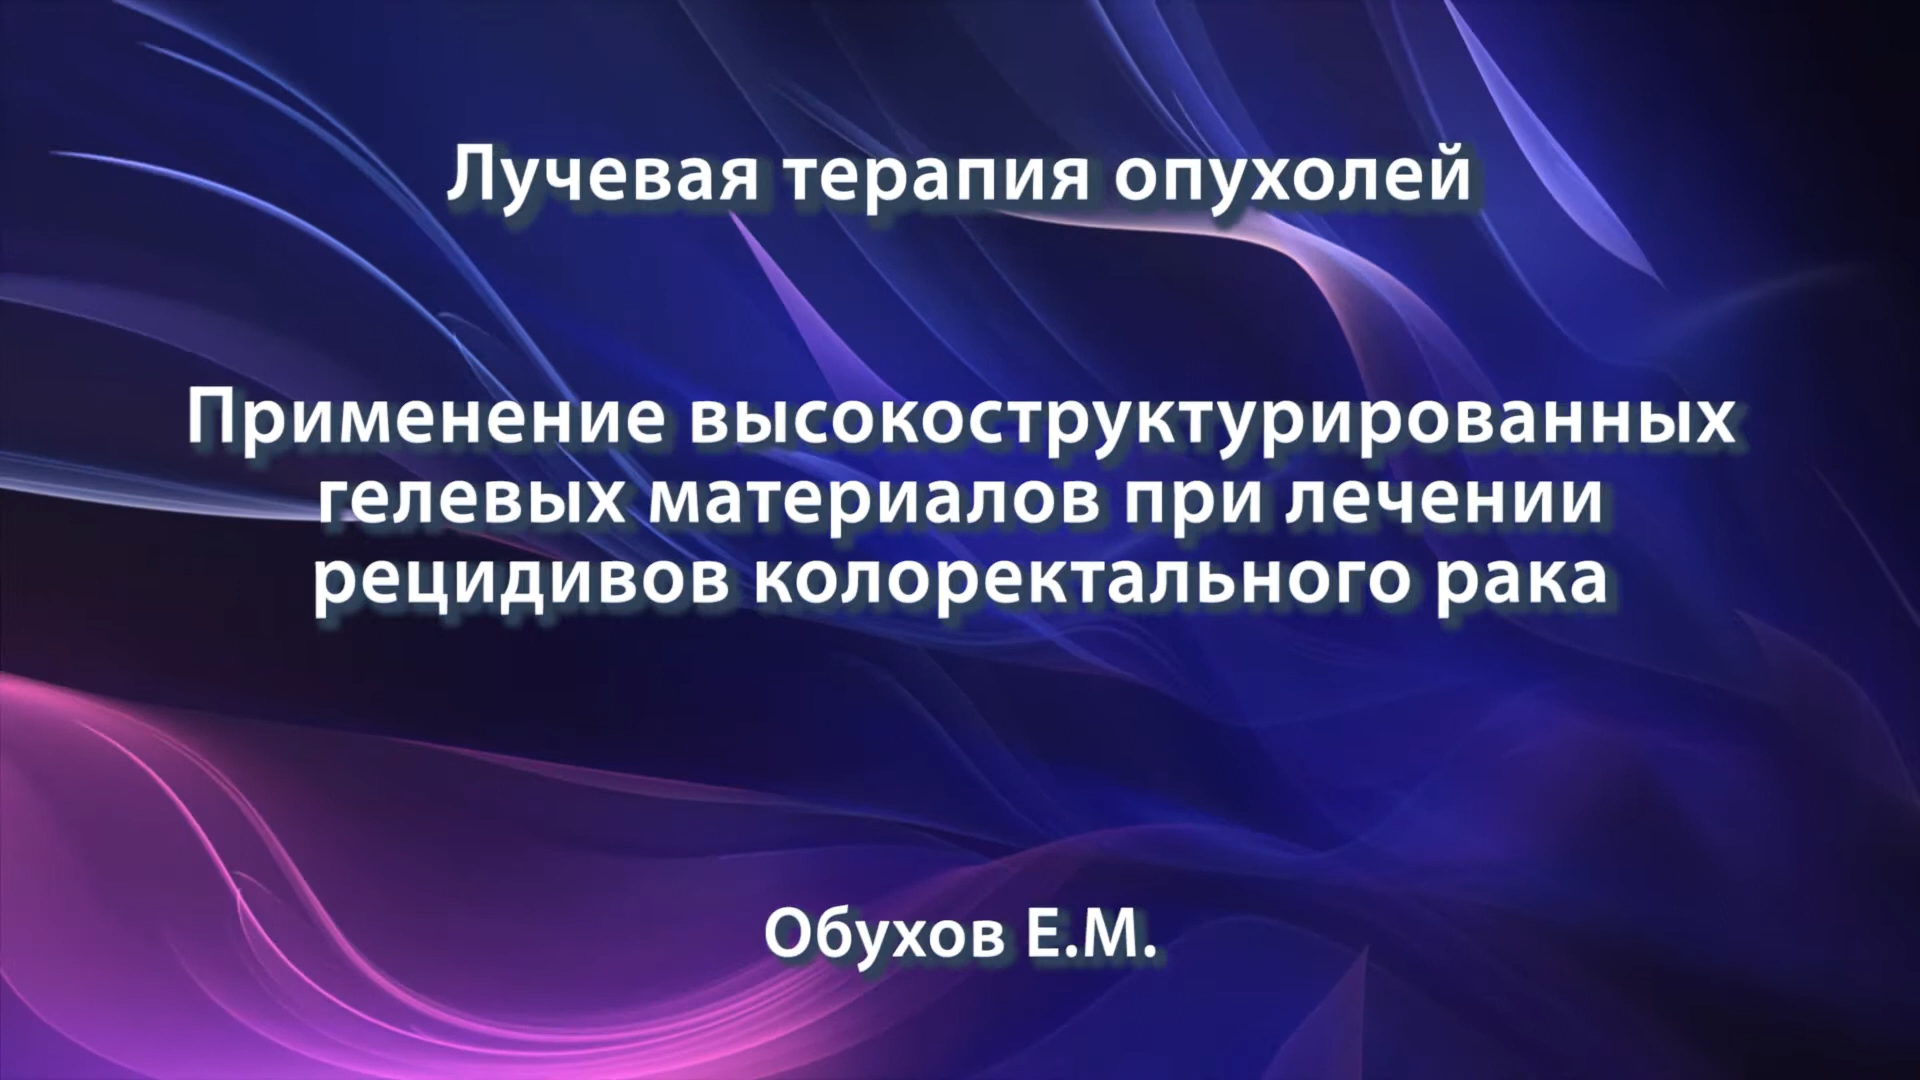 Лучевая терапия опухолей
Применение высокоструктурированных
гелевых материалов при лечении
рецидивов колоректального рака
Обухов Е.М.